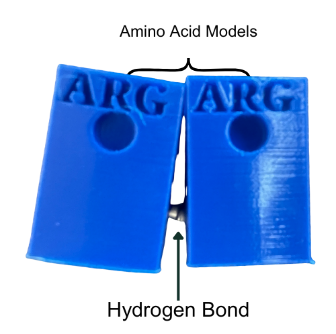 Amino Acid Models
ARG ARG
Hydrogen Bond